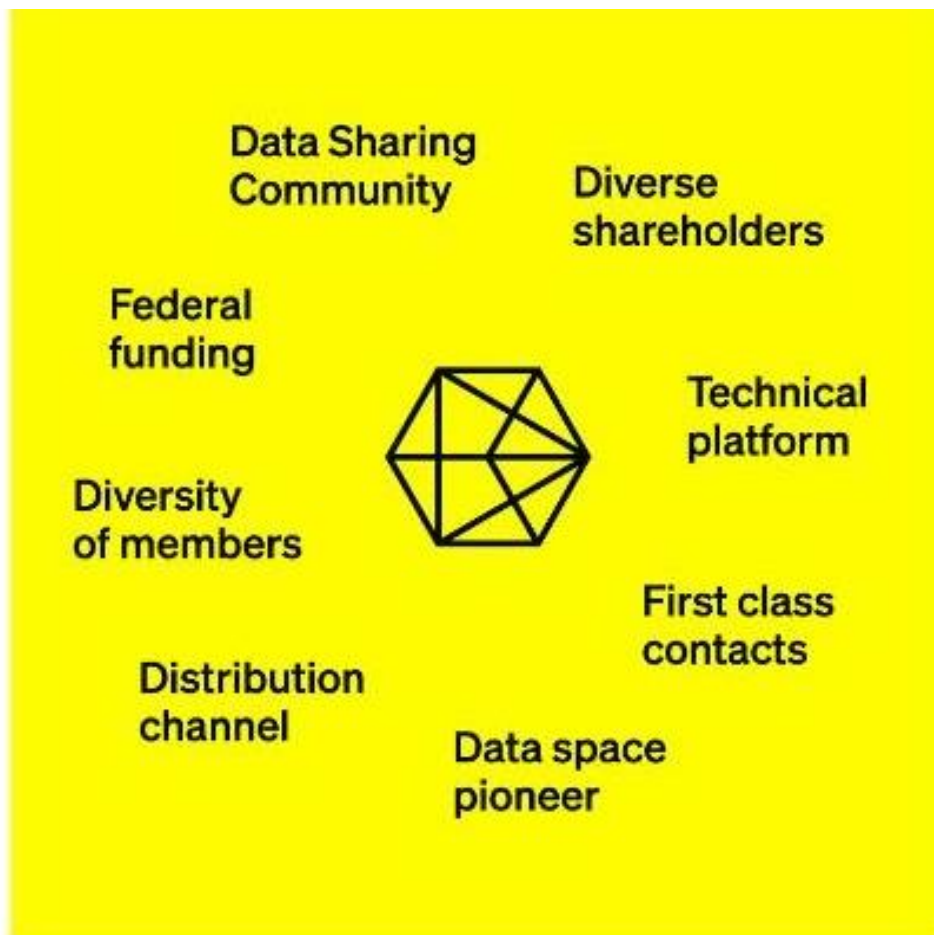 Data Sharing
Community
Diverse
shareholders
Federal
funding
Technical
platform
Diversity
of members
First class
contacts
Distribution
channel
Data space
pioneer